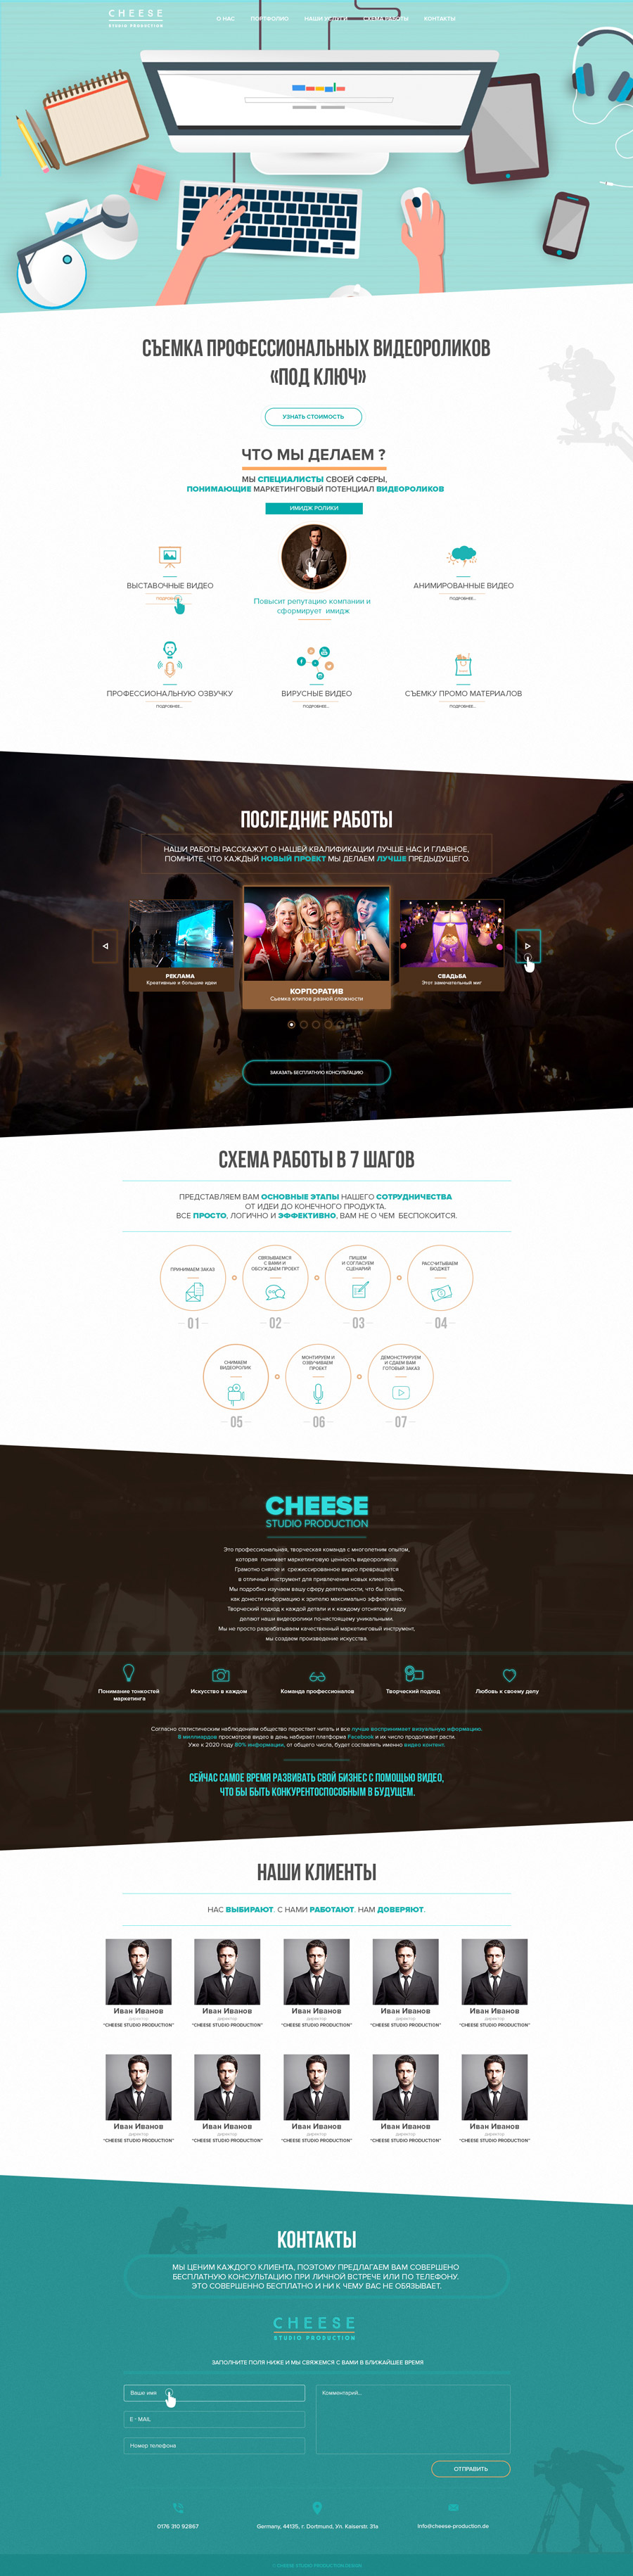 CHEESE
STUDIO PRODUCTION
О НАС ПОРТФОЛИО НАШИ УСЛУГИ СХЕМА РАБОТЫ КОНТАКТЫ
СЪЕМКА ПРОФЕССИОНАЛЬНЫХ ВИДЕОРОЛИКОВ
«ПОД КЛЮЧ»
УЗНАТЬ СТОИМОСТЬ
ЧТО МЫ ДЕЛАЕМ ?
МЫ СПЕЦИАЛИСТЫ СВОЕЙ СФЕРЫ,
ПОНИМАЮЩИЕ МАРКЕТИНГОВЫЙ ПОТЕНЦИАЛ ВИДЕОРОЛИКОВ
ИМИДЖ РОЛИКИ
ВЫСТАВОЧНЫЕ ВИДЕО
ПОДРОБНЕЕ...
Повысит репутацию компании и
сформирует имидж
АНИМИРОВАННЫЕ ВИДЕО
ПОДРОБНЕЕ...
ПРОФЕССИОНАЛЬНУЮ ОЗВУЧКУ
ПОДРОБНЕЕ...
ВИРУСНЫЕ ВИДЕО
ПОДРОБНЕЕ...
СЪЕМКУ ПРОМО МАТЕРИАЛОВ
ПОДРОБНЕЕ...
ПОСЛЕДНИЕ РАБОТЫ
НАШИ РАБОТЫ РАССКАЖУТ О НАШЕЙ КВАЛИФИКАЦИИ ЛУЧШЕ НАС И ГЛАВНОЕ,
ПОМНИТЕ, ЧТО КАЖДЫЙ НОВЫЙ ПРОЕКТ МЫ ДЕЛАЕМ ЛУЧШЕ ПРЕДЫДУЩЕГО.
РЕКЛАМА
Креативные и большие идеи
КОРПОРАТИВ
Съемка клипов разной сложности
СВАДЬБА
Этот замечательный миг
ЗАКАЗАТЬ БЕСПЛАТНУЮ КОНСУЛЬТАЦИЮ
СХЕМА РАБОТЫ В 7 ШАГОВ
ПРЕДСТАВЛЯЕМ ВАМ ОСНОВНЫЕ ЭТАПЫ НАШЕГО СОТРУДНИЧЕСТВА
ОТ ИДЕИ ДО КОНЕЧНОГО ПРОДУКТА.
ВСЕ ПРОСТО, ЛОГИЧНО И ЭФФЕКТИВНО, ВАМ НЕ О ЧЕМ БЕСПОКОИТСЯ.
ПРИНИМАЕМ ЗАКАЗ
01
СВЯЗЫВАЕМСЯ
С ВАМИ И
ОБСУЖДАЕМ ПРОЕКТ
02
ПИШЕМ
И СОГЛАСУЕМ
СЦЕНАРИЙ
03
РАССЧИТЫВАЕМ
БЮДЖЕТ
04
СНИМАЕМ
ВИДЕОРОЛИК
05
МОНТИРУЕМ И
ОЗВУЧИВАЕМ
ПРОЕКТ
06
ДЕМОНСТРИРУЕМ
И СДАЕМ ВАМ
ГОТОВЫЙ ЗАКАЗ
07
CHEESE
STUDIO PRODUCTION
Это профессиональная, творческая команда с многолетним опытом,
которая понимает маркетинговую ценность видеороликов.
Грамотно снятое и срежиссированное видео превращается
в отличный инструмент для привлечения новых клиентов.
Мы подробно изучаем вашу сферу деятельности, что бы понять,
как донести информацию к зрителю максимально эффективно.
Творческий подход к каждой детали и к каждому отснятому кадру
делают наши видеоролики по-настоящему уникальными.
Мы не просто разрабатываем качественный маркетинговый инструмент,
мы создаем произведение искусства.
Понимание тонкостей
маркетинга
Искусство в каждом
Команда профессионалов
Творческий подход
Любовь к своему делу
Согласно статистическим наблюдениям общество перестает читать и все лучше воспринимает визуальную иформацию.
8 миллиардов просмотров видео в день набирает платформа Facebook и их число продолжает рости.
Уже к 2020 году 80% информации, от общего числа, будет составлять именно видео контент.
СЕЙЧАС САМОЕ ВРЕМЯ РАЗВИВАТЬ СВОЙ БИЗНЕС С ПОМОЩЬЮ ВИДЕО,
ЧТО БЫ БЫТЬ КОНКУРЕНТОСПОСОБНЫМ В БУДУЩЕМ.
НАШИ КЛИЕНТЫ
НАС ВЫБИРАЮТ. С НАМИ РАБОТАЮТ. НАМ ДОВЕРЯЮТ.
Иван Иванов Иван Иванов Иван Иванов Иван Иванов Иван Иванов
директор директор директор директор директор
"CHEESE STUDIO PRODUCTION" "CHEESE STUDIO PRODUCTION" "CHEESE STUDIO PRODUCTION" "CHEESE STUDIO PRODUCTION" "CHEESE STUDIO PRODUCTION"
Иван Иванов Иван Иванов Иван Иванов Иван Иванов Иван Иванов
директор директор директор директор директор
"CHEESE STUDIO PRODUCTION" "CHEESE STUDIO PRODUCTION" "CHEESE STUDIO PRODUCTION" "CHEESE STUDIO PRODUCTION" "CHEESE STUDIO PRODUCTION"
КОНТАКТЫ
МЫ ЦЕНИМ КАЖДОГО КЛИЕНТА, ПОЭТОМУ ПРЕДЛАГАЕМ ВАМ СОВЕРШЕНО
БЕСПЛАТНУЮ КОНСУЛЬТАЦИЮ ПРИ ЛИЧНОЙ ВСТРЕЧЕ ИЛИ ПО ТЕЛЕФОНУ.
ЭТО СОВЕРШЕННО БЕСПЛАТНО И НИ К ЧЕМУ ВАС НЕ ОБЯЗЫВАЕТ.
CHEESE
STUDIO PRODUCTION
ЗАПОЛНИТЕ ПОЛЯ НИЖЕ И МЫ СВЯЖЕМСЯ С ВАМИ В БЛИЖАЙШЕЕ ВРЕМЯ
Ваше имя
Комментарий...
E - MAIL
Номер телефона
ОТПРАВИТЬ
0176 310 92867
Germany, 44135, г. Dortmund, Ул. Kaiserstr. 31a
Info@cheese-production.de